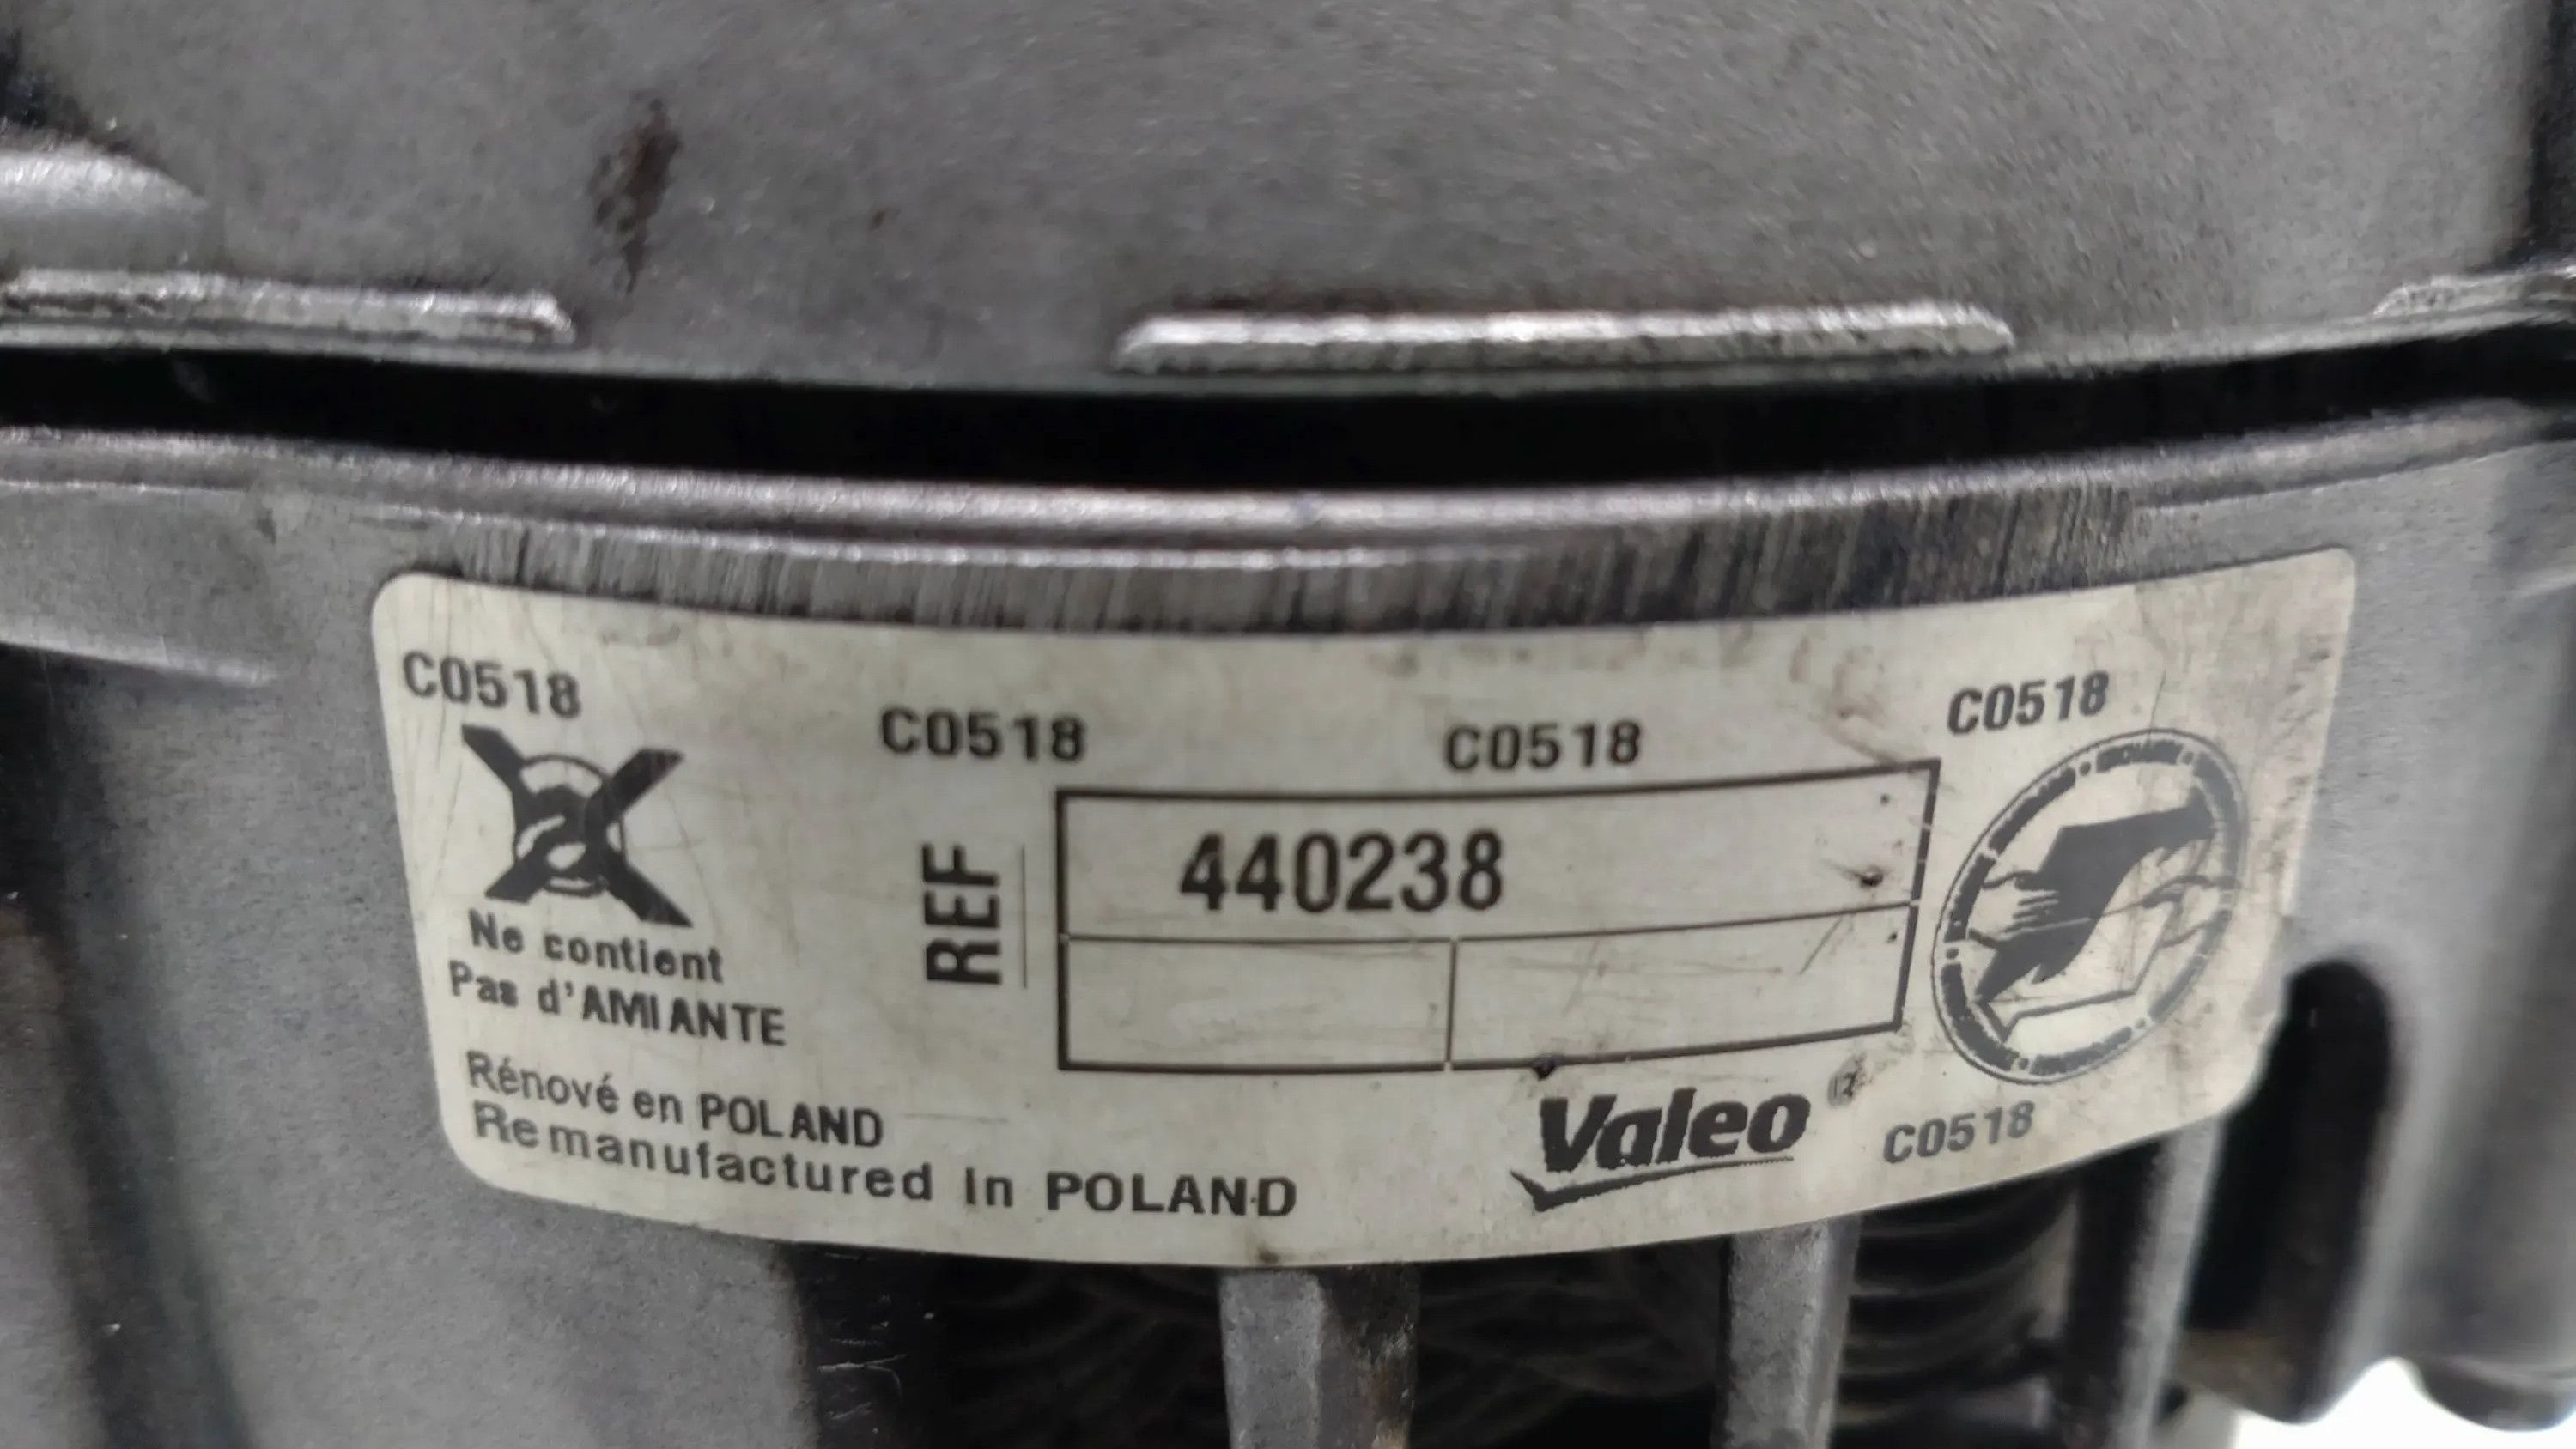 C0518
C0518
C0518
C0518
Ne contient
Pas d'AMIANTE
REF
440238
Rénové en POLAND
Remanufactured In POLAND
Valeo
C0518